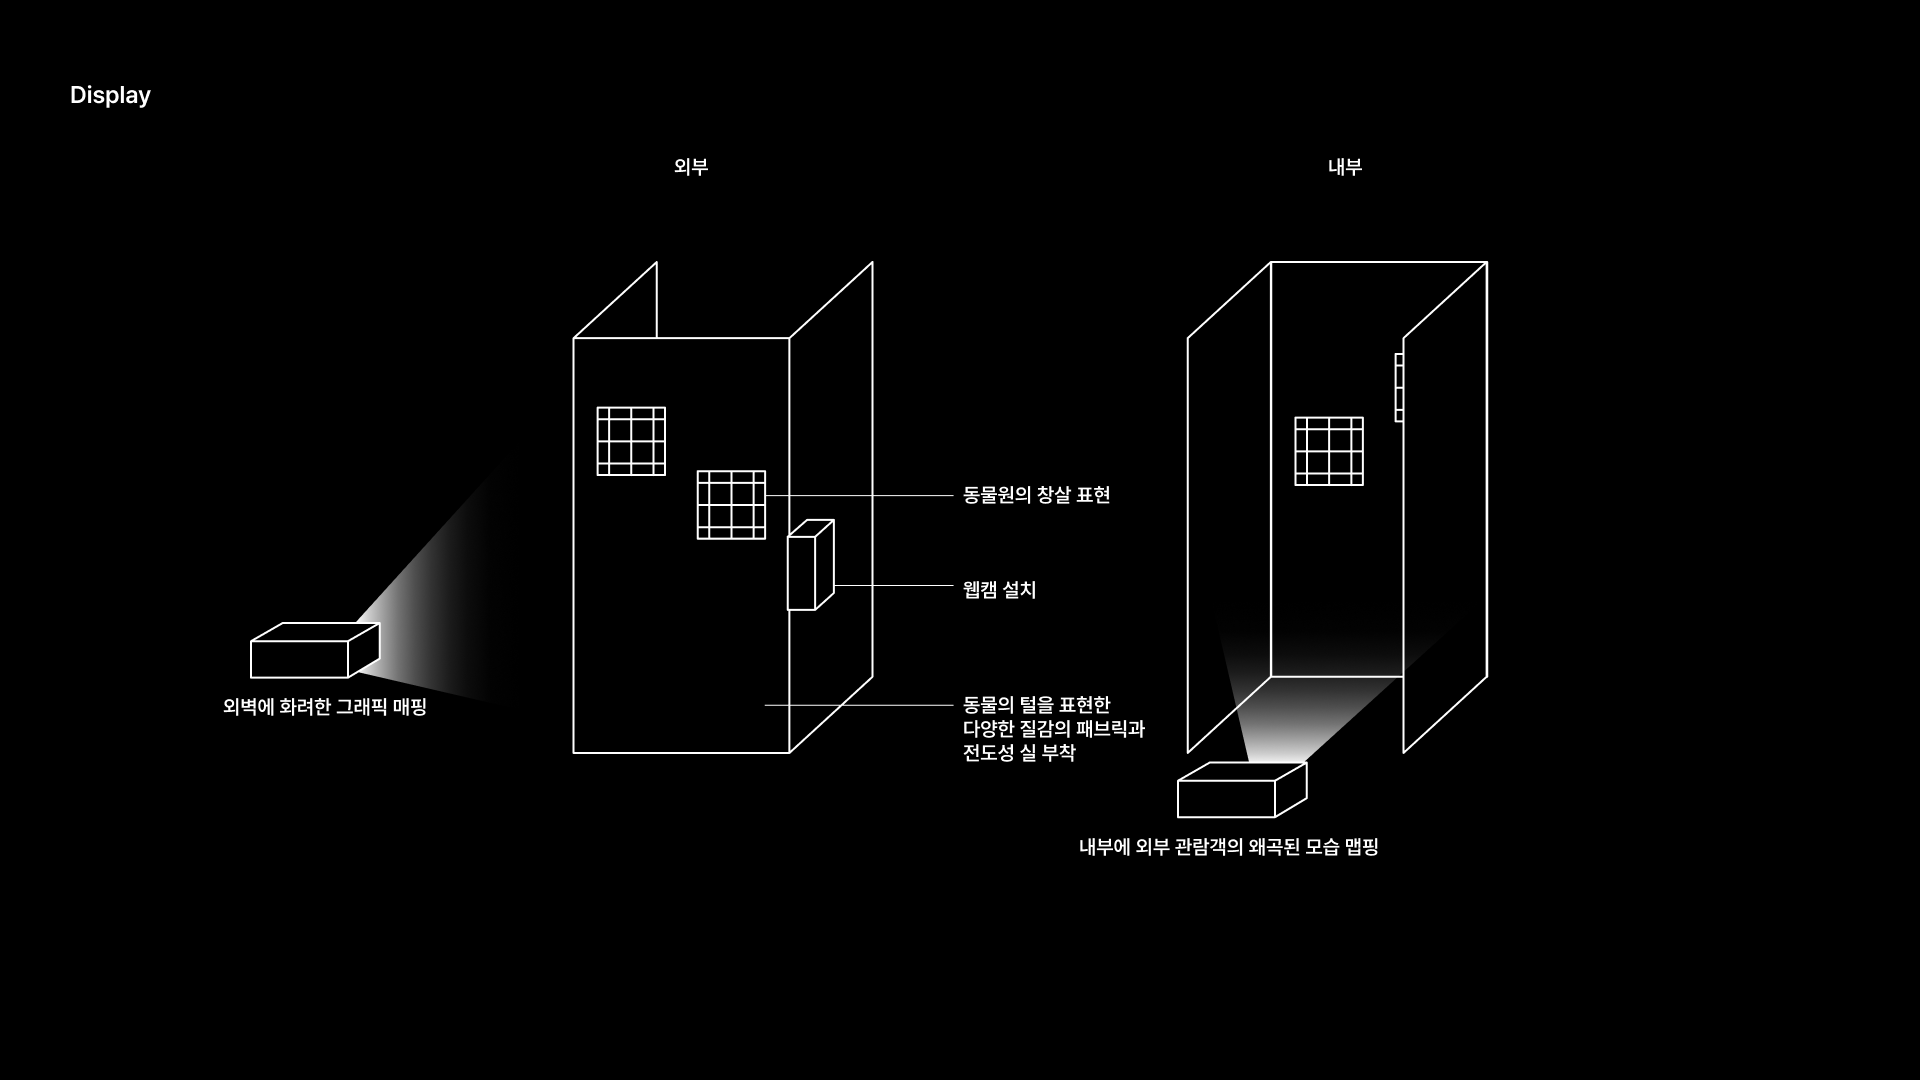 Display
외부
내부
동물원의 창살 표현
웹캠 설치
외벽에 화려한 그래픽 매핑
동물의 털을 표현한
다양한 질감의 패브릭과
전도성 실 부착
내부에 외부 관람객의 왜곡된 모습 맵핑